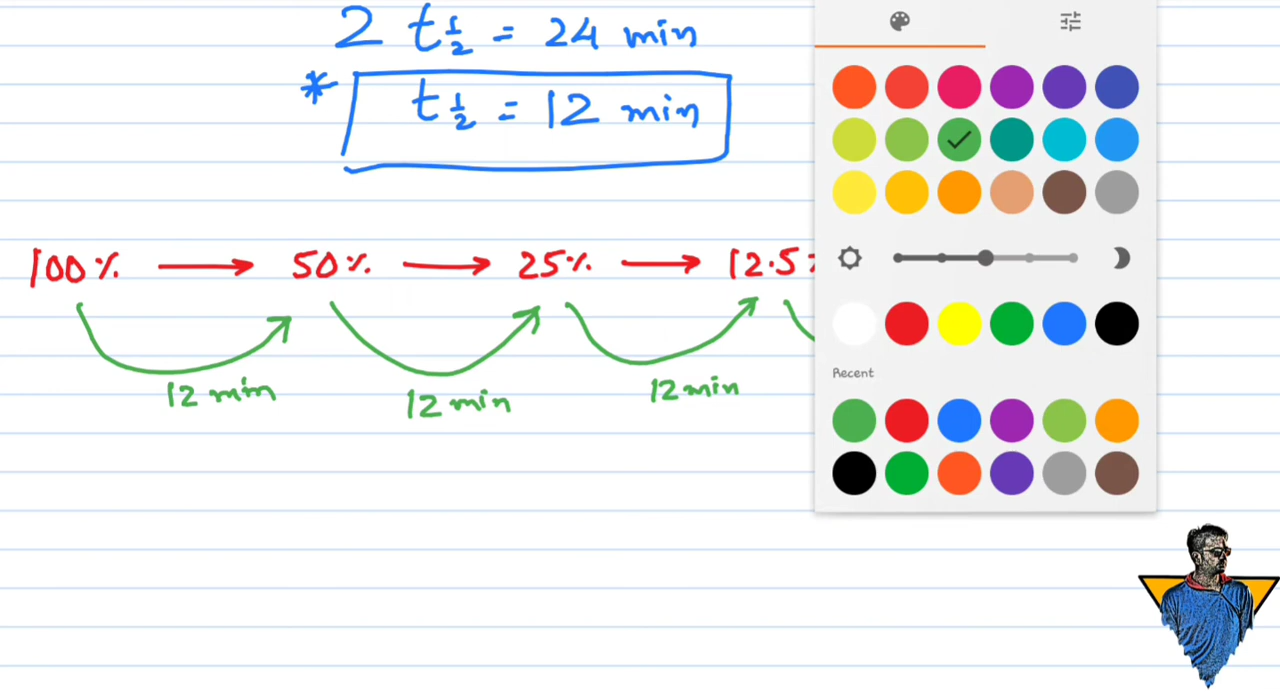 2 t½ = 24 min
* t½ = 12 min
100% → 50% → 25% → 12.5%
12 min 12 min 12 min
Recent